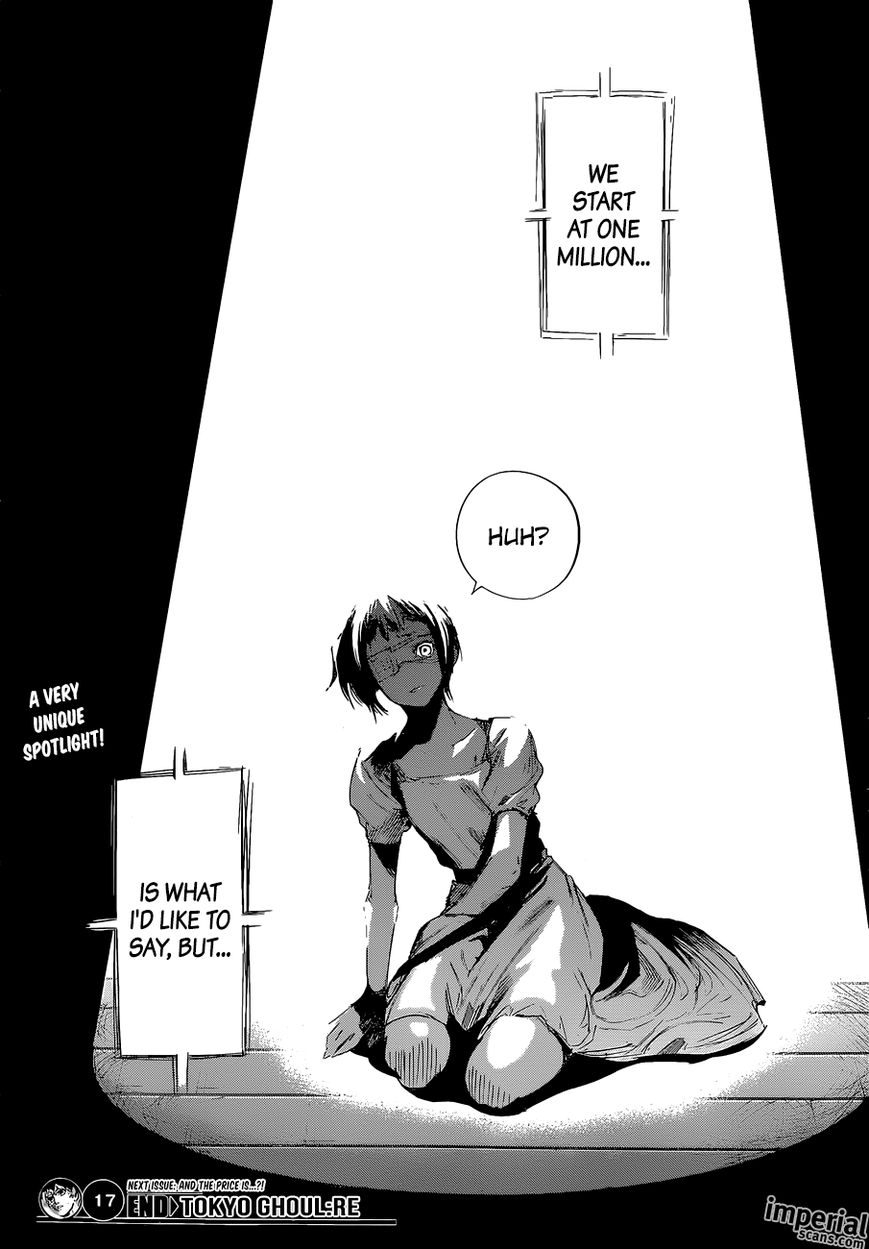 WE
START
AT ONE
MILLION...
HUH?
A VERY
UNIQUE
SPOTLIGHT!
IS WHAT
I'D LIKE TO
SAY, BUT...
17
NEXT ISSUE: AND THE PRICE IS...?!
END TOKYO GHOUL:RE
imperial
scans.com